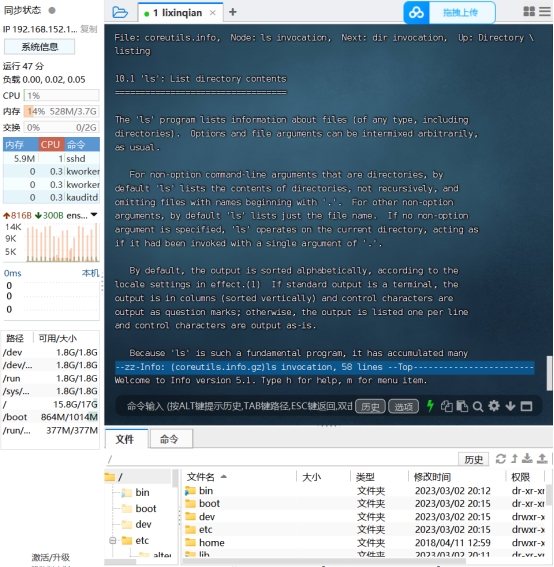 同步状态
IP 192.168.152.1... 复制
系统信息
运行 47 分
负载 0.00, 0.02, 0.05
CPU 1%
内存 14% 528M/3.7G
交换 0% 0/2G
内存 CPU 命令
5.9M 1 sshd
0 0.3 kworker
0 0.3 kworker
0 0.3 kauditd
816B 300B ens...
14K
9K
5K
0ms 本机
0
0
0
路径 可用/大小
/dev 1.8G/1.8G
/dev/... 1.8G/1.8G
/run 1.8G/1.8G
/sys/... 1.8G/1.8G
/ 15.8G/17G
/boot 864M/1014M
/run/... 377M/377M
激活/升级
1 lixinqian
拖拽上传
File: coreutils.info,  Node: ls invocation,  Next: dir invocation,  Up: Directory \
listing
10.1 'ls': List directory contents
==================================
The 'ls' program lists information about files (of any type, including
directories).  Options and file arguments can be intermixed arbitrarily,
as usual.
For non-option command-line arguments that are directories, by
default 'ls' lists the contents of directories, not recursively, and
omitting files with names beginning with '.'.  For other non-option
arguments, by default 'ls' lists just the file name.  If no non-option
argument is specified, 'ls' operates on the current directory, acting as
if it had been invoked with a single argument of '.'.
By default, the output is sorted alphabetically, according to the
locale settings in effect.(1)  If standard output is a terminal, the
output is in columns (sorted vertically) and control characters are
output as question marks; otherwise, the output is listed one per line
and control characters are output as-is.
Because 'ls' is such a fundamental program, it has accumulated many
--zz-Info: (coreutils.info.gz)ls invocation, 58 lines --Top-----------------------
Welcome to Info version 5.1. Type h for help, m for menu item.
命令输入 (按ALT键提示历史,TAB键路径,ESC键返回,双击 历史 选项
文件 命令
/ 历史
/
bin
boot
dev
etc
文件名 大小 类型 修改时间 权限
bin 文件夹 2023/03/02 20:12 dr-xr-xr
boot 文件夹 2023/03/02 20:15 dr-xr-xr
dev 文件夹 2023/03/02 20:15 drwxr-x
etc 文件夹 2023/03/02 20:15 drwxr-x
home 文件夹 2018/04/11 12:59 drwxr-x
lib 文件夹 2023/03/02 20:11 dr-xr-xr